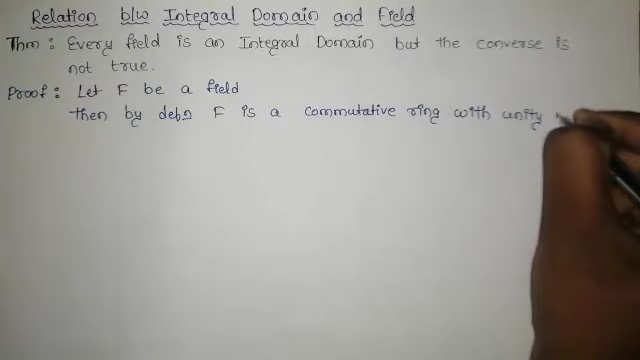 Relation b/w Integral Domain and Field
Thm : Every field is an Integral Domain but the converse is
not true.
Proof : Let F be a field
then by defn F is a commutative ring with unity